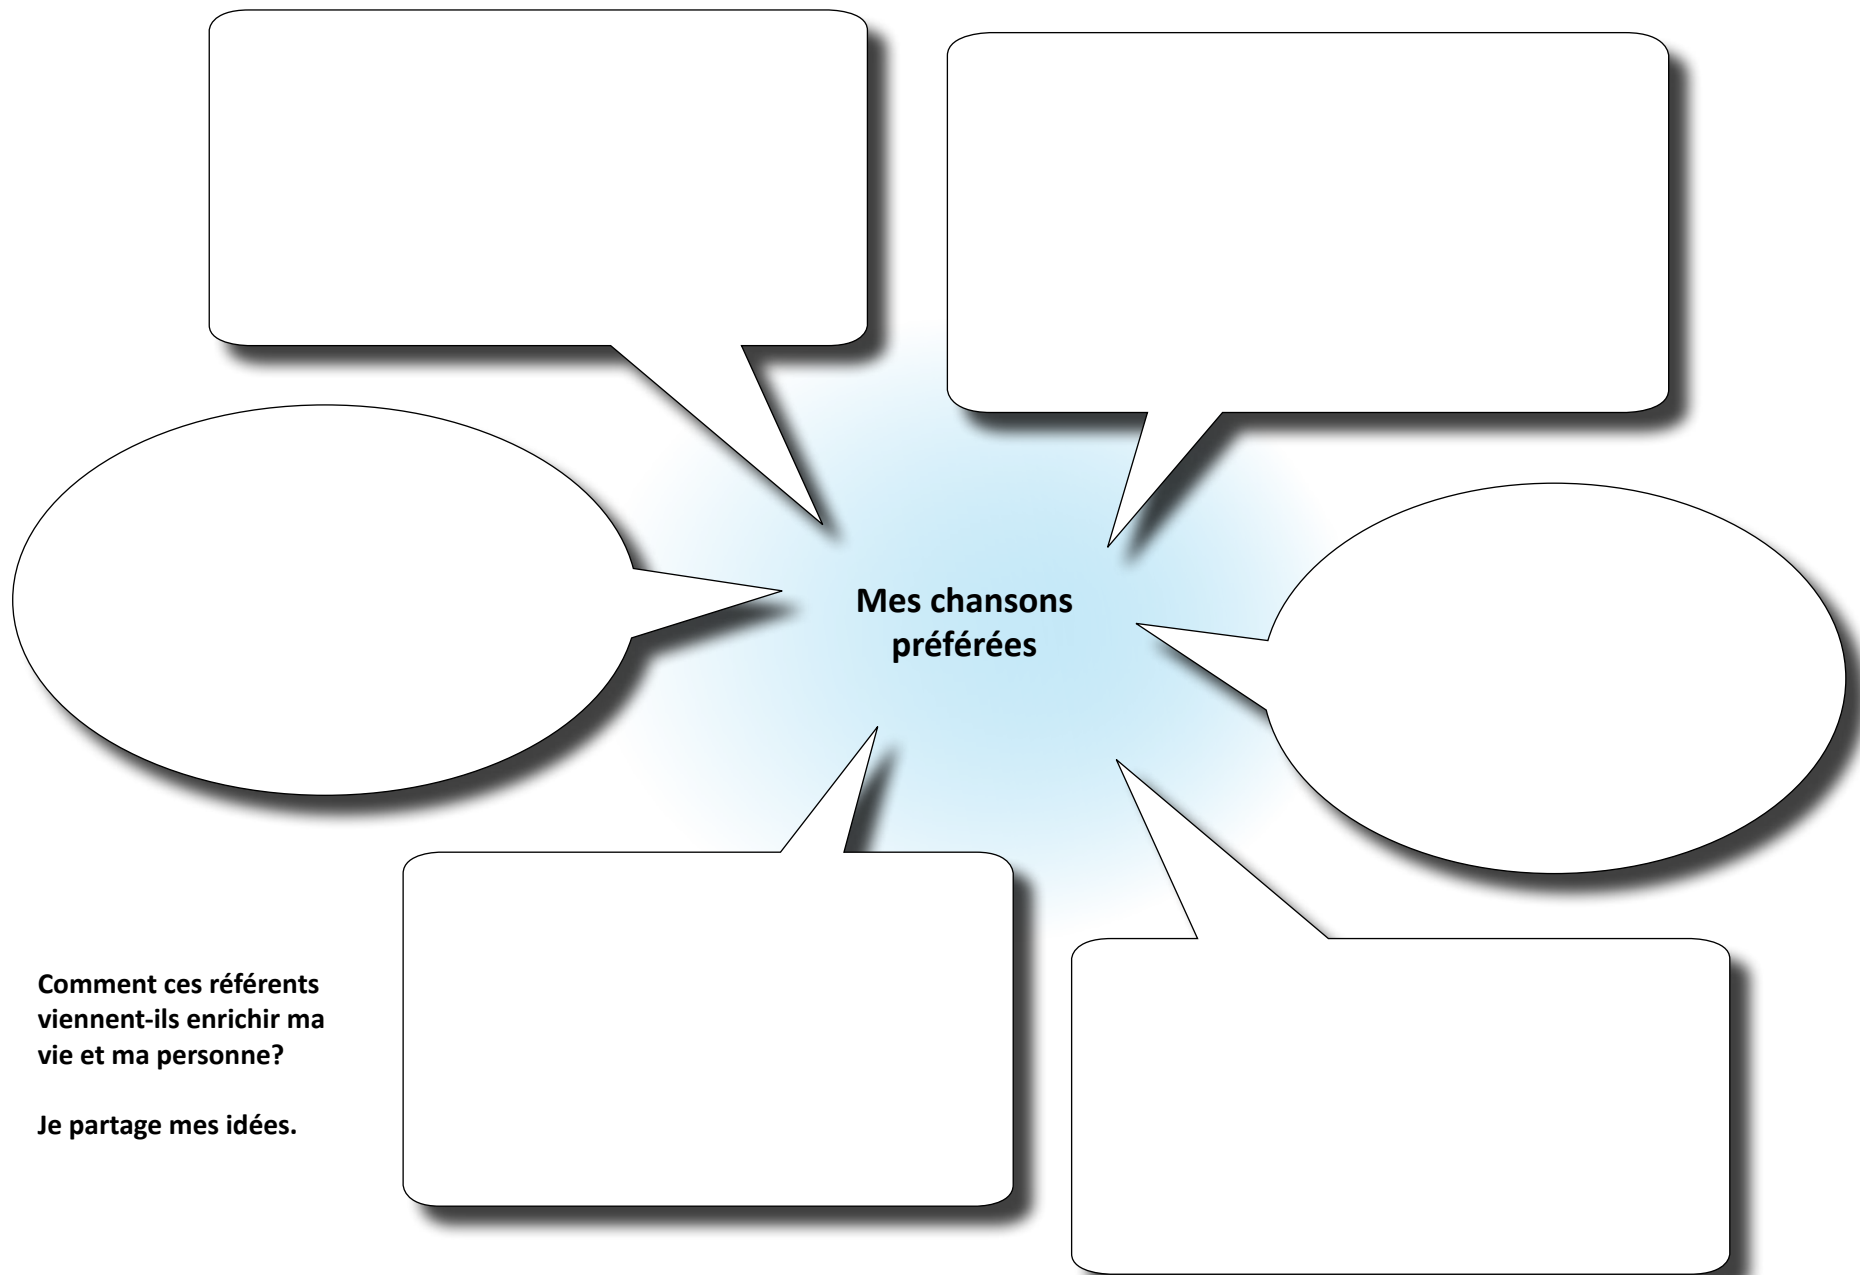 Mes chansons
préférées
Comment ces référents
viennent-ils enrichir ma
vie et ma personne?
Je partage mes idées.